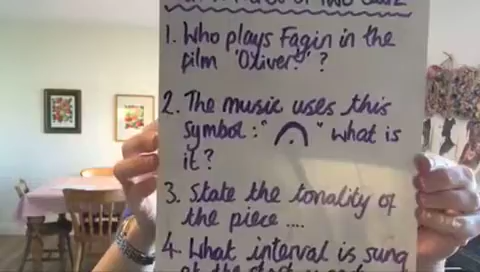 1. Who plays Fagin in the
film 'Oliver!' ?
2. The music uses this
symbol: " 𝄐 " what is
it?
3. State the tonality of
the piece ....
4. What interval is sung